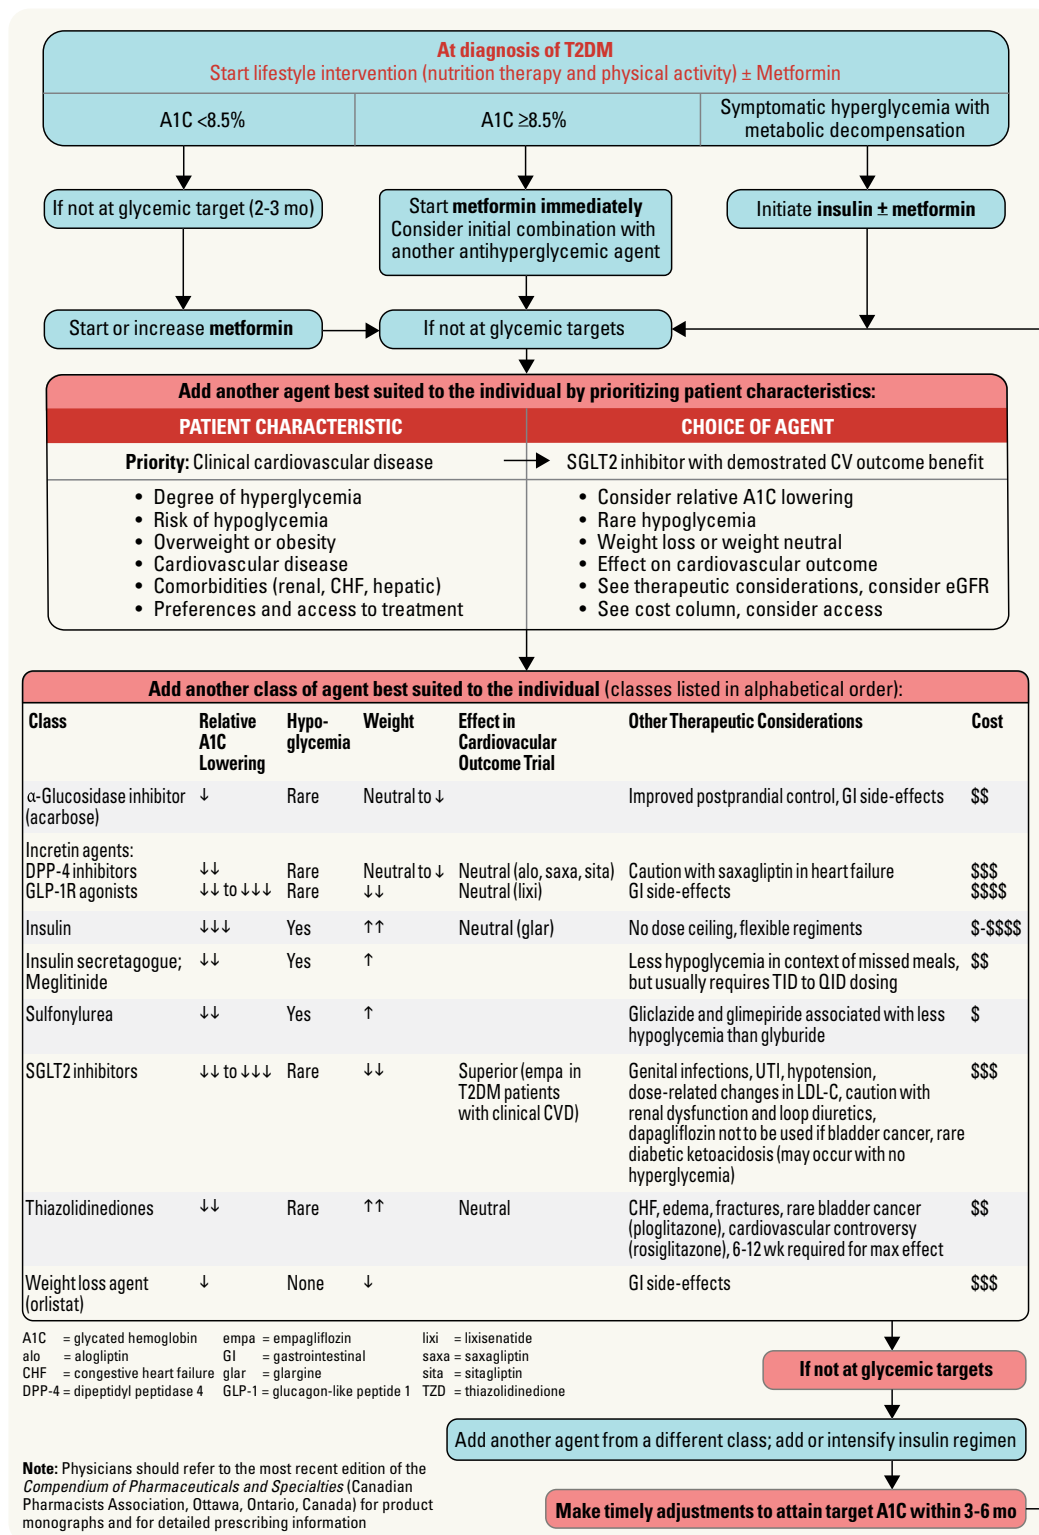 At diagnosis of T2DM
Start lifestyle intervention (nutrition therapy and physical activity) ± Metformin
A1C <8.5%
A1C ≥8.5%
Symptomatic hyperglycemia with
metabolic decompensation
If not at glycemic target (2-3 mo)
Start metformin immediately
Consider initial combination with
another antihyperglycemic agent
Initiate insulin ± metformin
Start or increase metformin
If not at glycemic targets
Add another agent best suited to the individual by prioritizing patient characteristics:
PATIENT CHARACTERISTIC
CHOICE OF AGENT
Priority: Clinical cardiovascular disease
SGLT2 inhibitor with demostrated CV outcome benefit
• Degree of hyperglycemia
• Risk of hypoglycemia
• Overweight or obesity
• Cardiovascular disease
• Comorbidities (renal, CHF, hepatic)
• Preferences and access to treatment
• Consider relative A1C lowering
• Rare hypoglycemia
• Weight loss or weight neutral
• Effect on cardiovascular outcome
• See therapeutic considerations, consider eGFR
• See cost column, consider access
Add another class of agent best suited to the individual (classes listed in alphabetical order):
Class Relative Hypo- Weight Effect in Other Therapeutic Considerations Cost
A1C glycemia Cardiovacular
Lowering Outcome Trial
α-Glucosidase inhibitor ↓ Rare Neutral to ↓ Improved postprandial control, GI side-effects $$
(acarbose)
Incretin agents:
DPP-4 inhibitors ↓↓ Rare Neutral to ↓ Neutral (alo, saxa, sita) Caution with saxagliptin in heart failure $$$
GLP-1R agonists ↓↓ to ↓↓↓ Rare ↓↓ Neutral (lixi) GI side-effects $$$$
Insulin ↓↓↓ Yes ↑↑ Neutral (glar) No dose ceiling, flexible regiments $-$$$$
Insulin secretagogue; ↓↓ Yes ↑ Less hypoglycemia in context of missed meals, $$
Meglitinide but usually requires TID to QID dosing
Sulfonylurea ↓↓ Yes ↑ Gliclazide and glimepiride associated with less $
hypoglycemia than glyburide
SGLT2 inhibitors ↓↓ to ↓↓↓ Rare ↓↓ Superior (empa in Genital infections, UTI, hypotension, $$$
T2DM patients dose-related changes in LDL-C, caution with
with clinical CVD) renal dysfunction and loop diuretics,
dapagliflozin not to be used if bladder cancer, rare
diabetic ketoacidosis (may occur with no
hyperglycemia)
Thiazolidinediones ↓↓ Rare ↑↑ Neutral CHF, edema, fractures, rare bladder cancer $$
(ploglitazone), cardiovascular controversy
(rosiglitazone), 6-12 wk required for max effect
Weight loss agent ↓ None ↓ GI side-effects $$$
(orlistat)
A1C = glycated hemoglobin empa = empagliflozin lixi = lixisenatide
alo = alogliptin GI = gastrointestinal saxa = saxagliptin
CHF = congestive heart failure glar = glargine sita = sitagliptin
DPP-4 = dipeptidyl peptidase 4 GLP-1 = glucagon-like peptide 1 TZD = thiazolidinedione
If not at glycemic targets
Add another agent from a different class; add or intensify insulin regimen
Make timely adjustments to attain target A1C within 3-6 mo
Note: Physicians should refer to the most recent edition of the
Compendium of Pharmaceuticals and Specialties (Canadian
Pharmacists Association, Ottawa, Ontario, Canada) for product
monographs and for detailed prescribing information